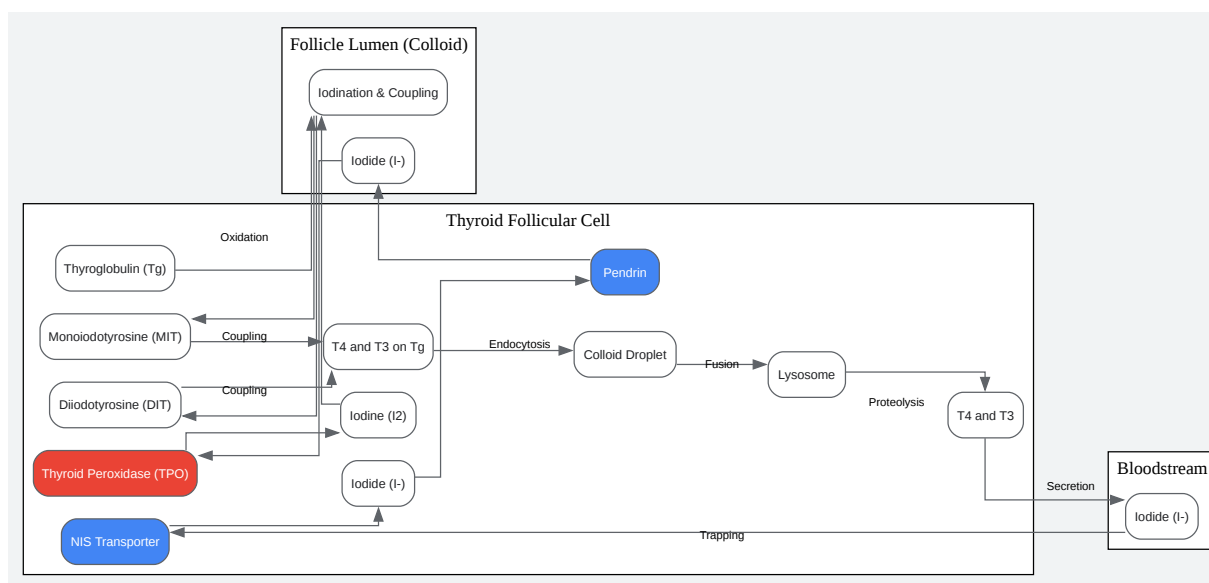 Follicle Lumen (Colloid)
Iodination & Coupling
Iodide (I-)
Thyroid Follicular Cell
Oxidation
Thyroglobulin (Tg)
Pendrin
Monoiodotyrosine (MIT)
Coupling
T4 and T3 on Tg
Endocytosis
Colloid Droplet
Fusion
Lysosome
Diiodotyrosine (DIT)
Coupling
Iodine (I2)
Proteolysis
T4 and T3
Thyroid Peroxidase (TPO)
Iodide (I-)
Secretion
Bloodstream
Iodide (I-)
NIS Transporter
Trapping